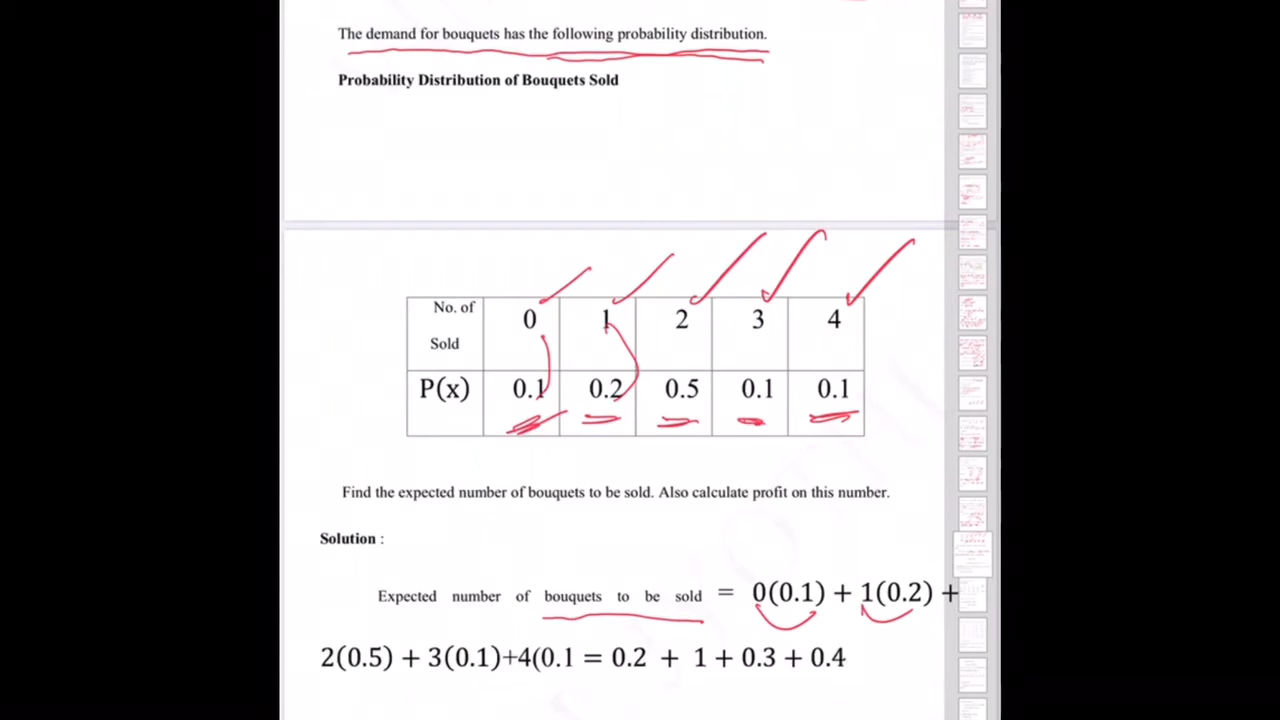 The demand for bouquets has the following probability distribution.
Probability Distribution of Bouquets Sold
No. of Sold 0 1 2 3 4
P(x) 0.1 0.2 0.5 0.1 0.1
Find the expected number of bouquets to be sold. Also calculate profit on this number.
Solution :
Expected number of bouquets to be sold = 0(0.1) + 1(0.2) +
2(0.5) + 3(0.1)+4(0.1 = 0.2 + 1 + 0.3 + 0.4